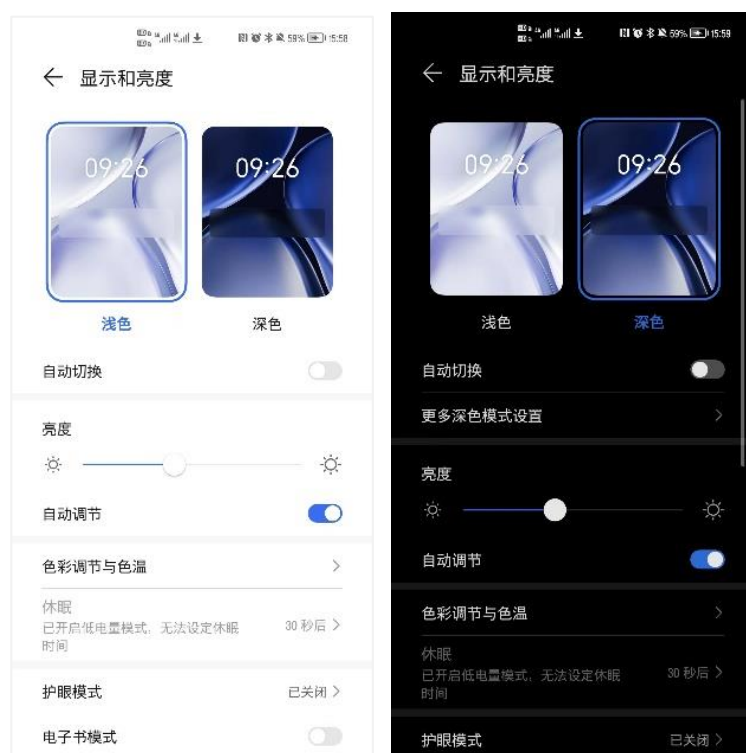 59% 15:58
显示和亮度
09:26
09:26
浅色
深色
自动切换
亮度
自动调节
色彩调节与色温
休眠
已开启低电量模式，无法设定休眠
时间
30 秒后
护眼模式
已关闭
电子书模式
69% 15:59
显示和亮度
09:26
09:26
浅色
深色
自动切换
更多深色模式设置
亮度
自动调节
色彩调节与色温
休眠
已开启低电量模式，无法设定休眠
时间
30 秒后
护眼模式
已关闭